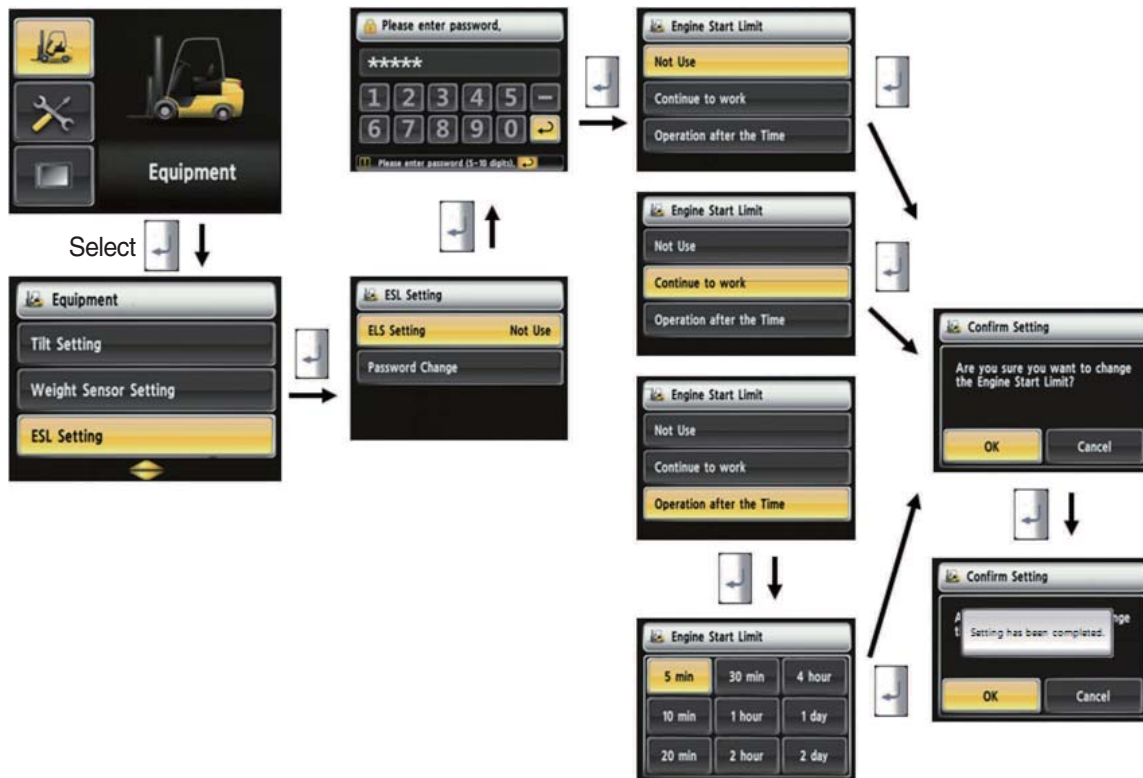 Equipment
Select
Equipment
Tilt Setting
Weight Sensor Setting
ESL Setting
ESL Setting
ELS Setting Not Use
Password Change
Please enter password,
*****
1 2 3 4 5 -
6 7 8 9 0
Please enter password (5-10 digits),
Engine Start Limit
Not Use
Continue to work
Operation after the Time
Engine Start Limit
Not Use
Continue to work
Operation after the Time
Engine Start Limit
Not Use
Continue to work
Operation after the Time
Engine Start Limit
5 min 30 min 4 hour
10 min 1 hour 1 day
20 min 2 hour 2 day
Confirm Setting
Are you sure you want to change
the Engine Start Limit?
OK Cancel
Confirm Setting
Setting has been completed.
OK Cancel